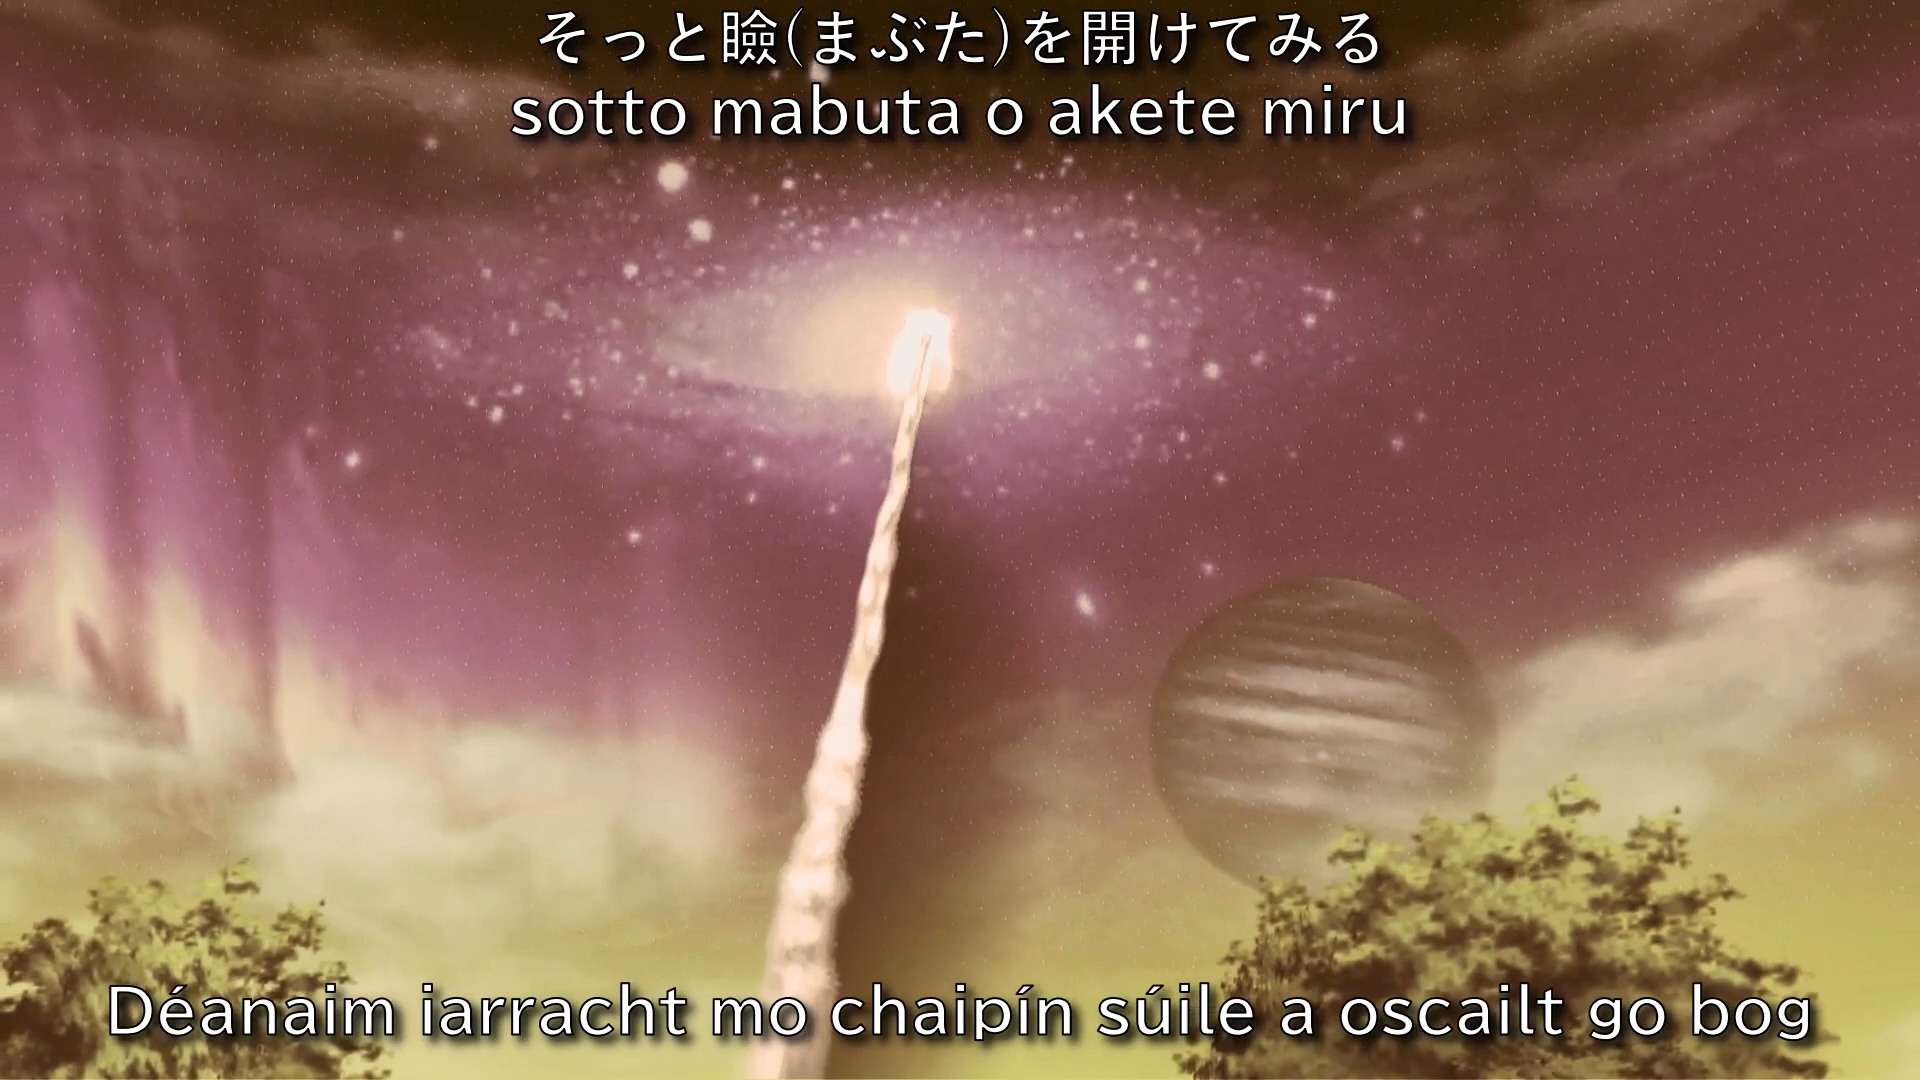 そっと瞼(まぶた)を開けてみる
sotto mabuta o akete miru
Déanaim iarracht mo chaipín súile a oscailt go bog